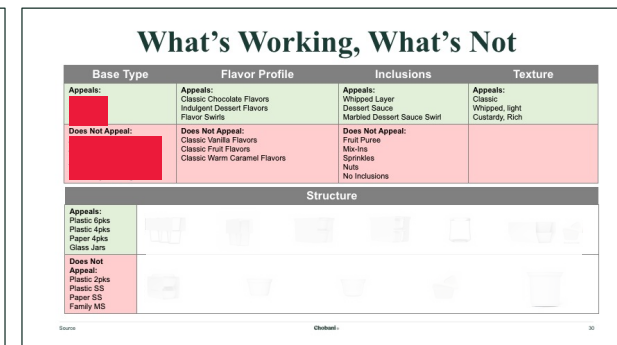 What's Working, What's Not
Base Type
Flavor Profile
Inclusions
Texture
Appeals:
Appeals:
Classic Chocolate Flavors
Indulgent Dessert Flavors
Flavor Swirls
Appeals:
Whipped Layer
Dessert Sauce
Marbled Dessert Sauce Swirl
Appeals:
Classic
Whipped, light
Custardy, Rich
Does Not Appeal:
Does Not Appeal:
Classic Vanilla Flavors
Classic Fruit Flavors
Classic Warm Caramel Flavors
Does Not Appeal:
Fruit Puree
Mix-Ins
Sprinkles
Nuts
No Inclusions
Structure
Appeals:
Plastic 6pks
Plastic 4pks
Paper 4pks
Glass Jars
Does Not
Appeal:
Plastic 2pks
Plastic SS
Paper SS
Family MS
Source
Chobani
30